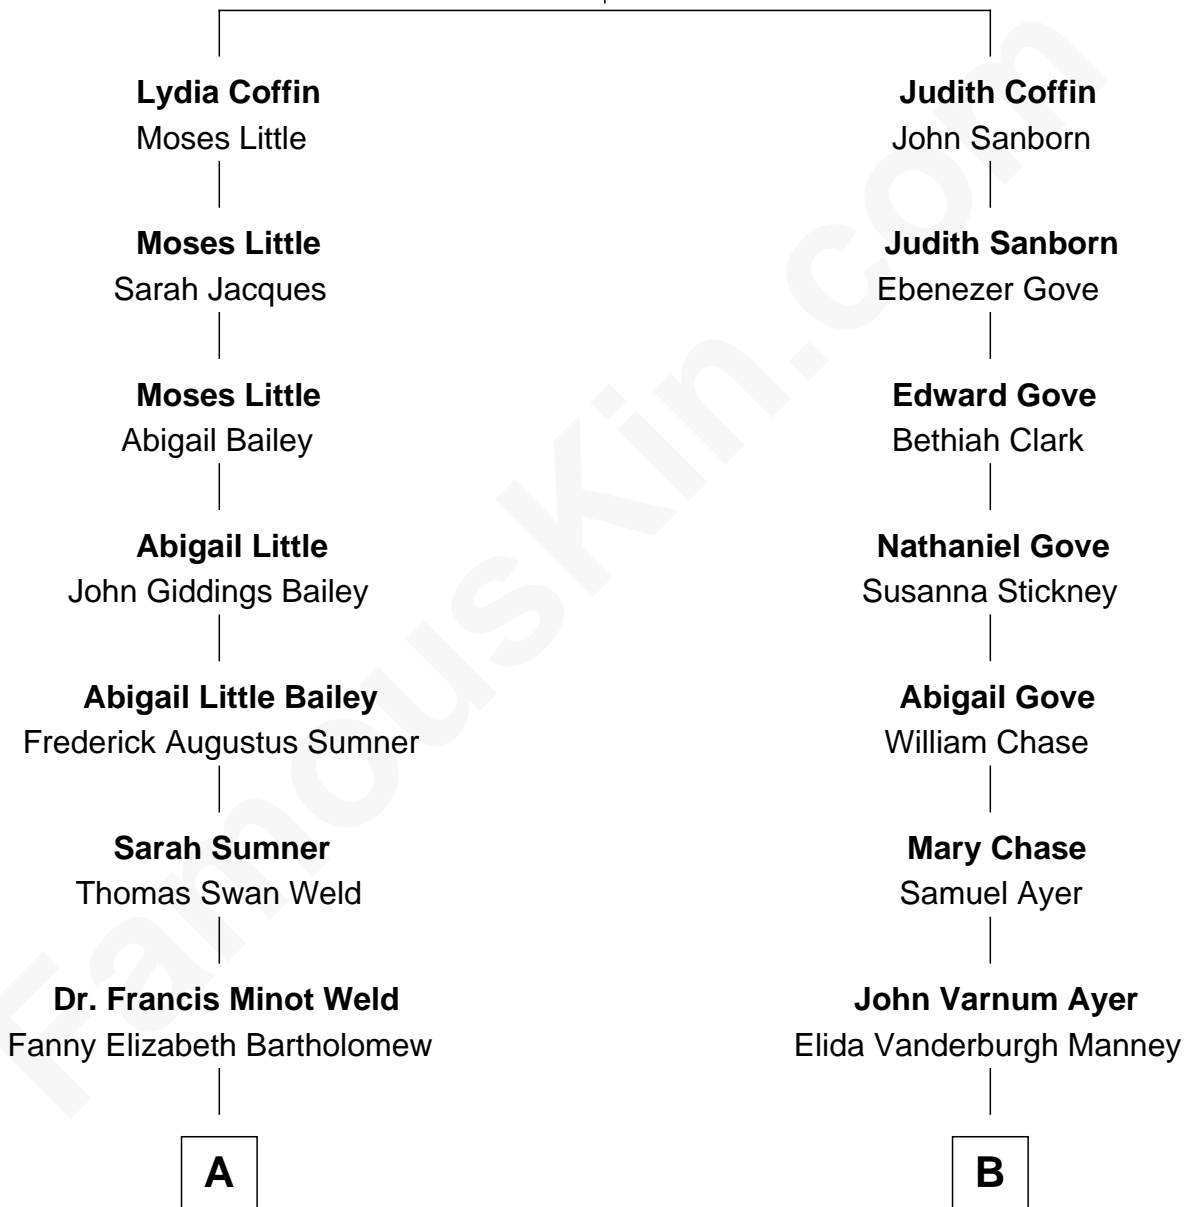 Lydia Coffin
Moses Little
Moses Little
Sarah Jacques
Moses Little
Abigail Bailey
Abigail Little
John Giddings Bailey
Abigail Little Bailey
Frederick Augustus Sumner
Sarah Sumner
Thomas Swan Weld
Dr. Francis Minot Weld
Fanny Elizabeth Bartholomew
A
Judith Coffin
John Sanborn
Judith Sanborn
Ebenezer Gove
Edward Gove
Bethiah Clark
Nathaniel Gove
Susanna Stickney
Abigail Gove
William Chase
Mary Chase
Samuel Ayer
John Varnum Ayer
Elida Vanderburgh Manney
B
FamousKin.com